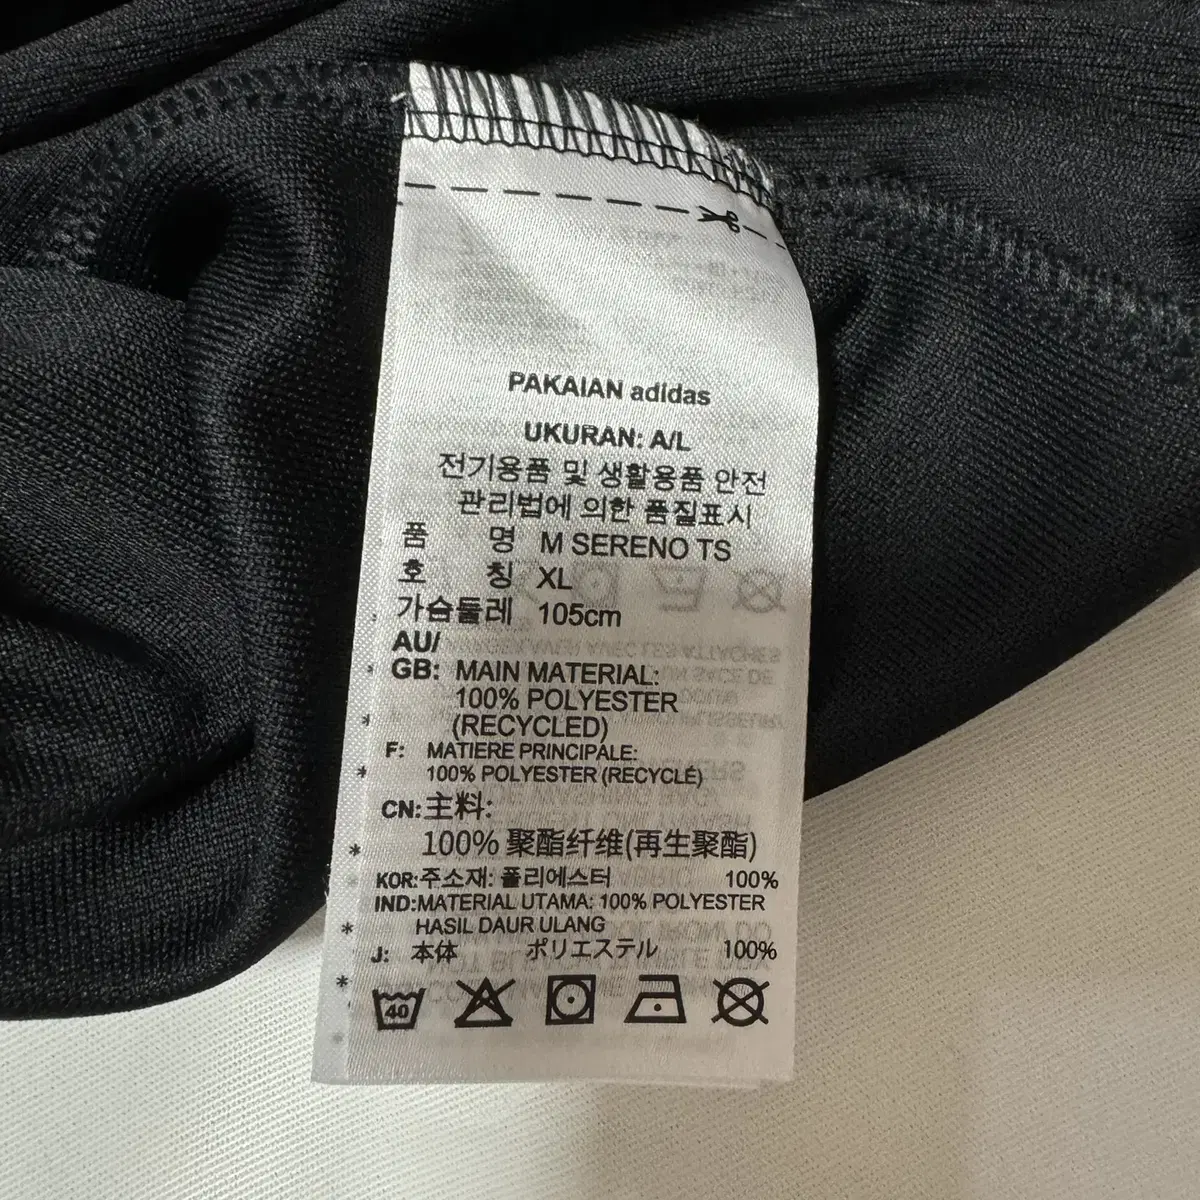 PAKAIAN adidas
UKURAN: A/L
전기용품 및 생활용품 안전
관리법에 의한 품질표시
품 명 M SERENO TS
호 칭 XL
가슴둘레 105cm
AU/
GB: MAIN MATERIAL:
100% POLYESTER
(RECYCLED)
F: MATIERE PRINCIPALE:
100% POLYESTER (RECYCLÉ)
CN:主料:
100% 聚酯纤维(再生聚酯)
KOR:주소재: 폴리에스터 100%
IND:MATERIAL UTAMA: 100% POLYESTER
HASIL DAUR ULANG
J: 本体 ポリエステル 100%
40